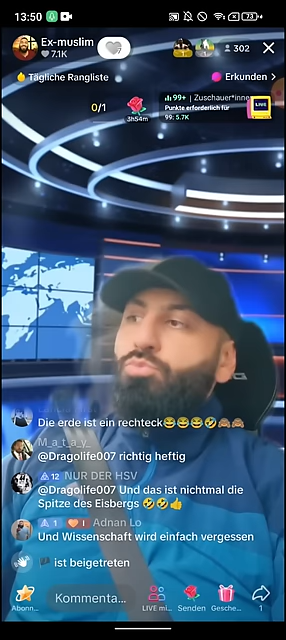 13:50
73
Ex-muslim
7.1K
302
Tägliche Rangliste
Erkunden >
0/1
3h54m
99+ | Zuschauer*inne
Punkte erforderlich für
99: 5.7K
LIVE
Die erde ist ein rechteck😂😂😂🤣🙈🙈
M_a_t_a_y_
@Dragolife007 richtig heftig
12 NUR DER HSV
@Dragolife007 Und das ist nichtmal die
Spitze des Eisbergs 🤣🤣👍
1 I Adnan Lo
Und Wissenschaft wird einfach vergessen
ist beigetreten
Kommenta...
Abonn...
LIVE mi...
Senden
Gesche...
1